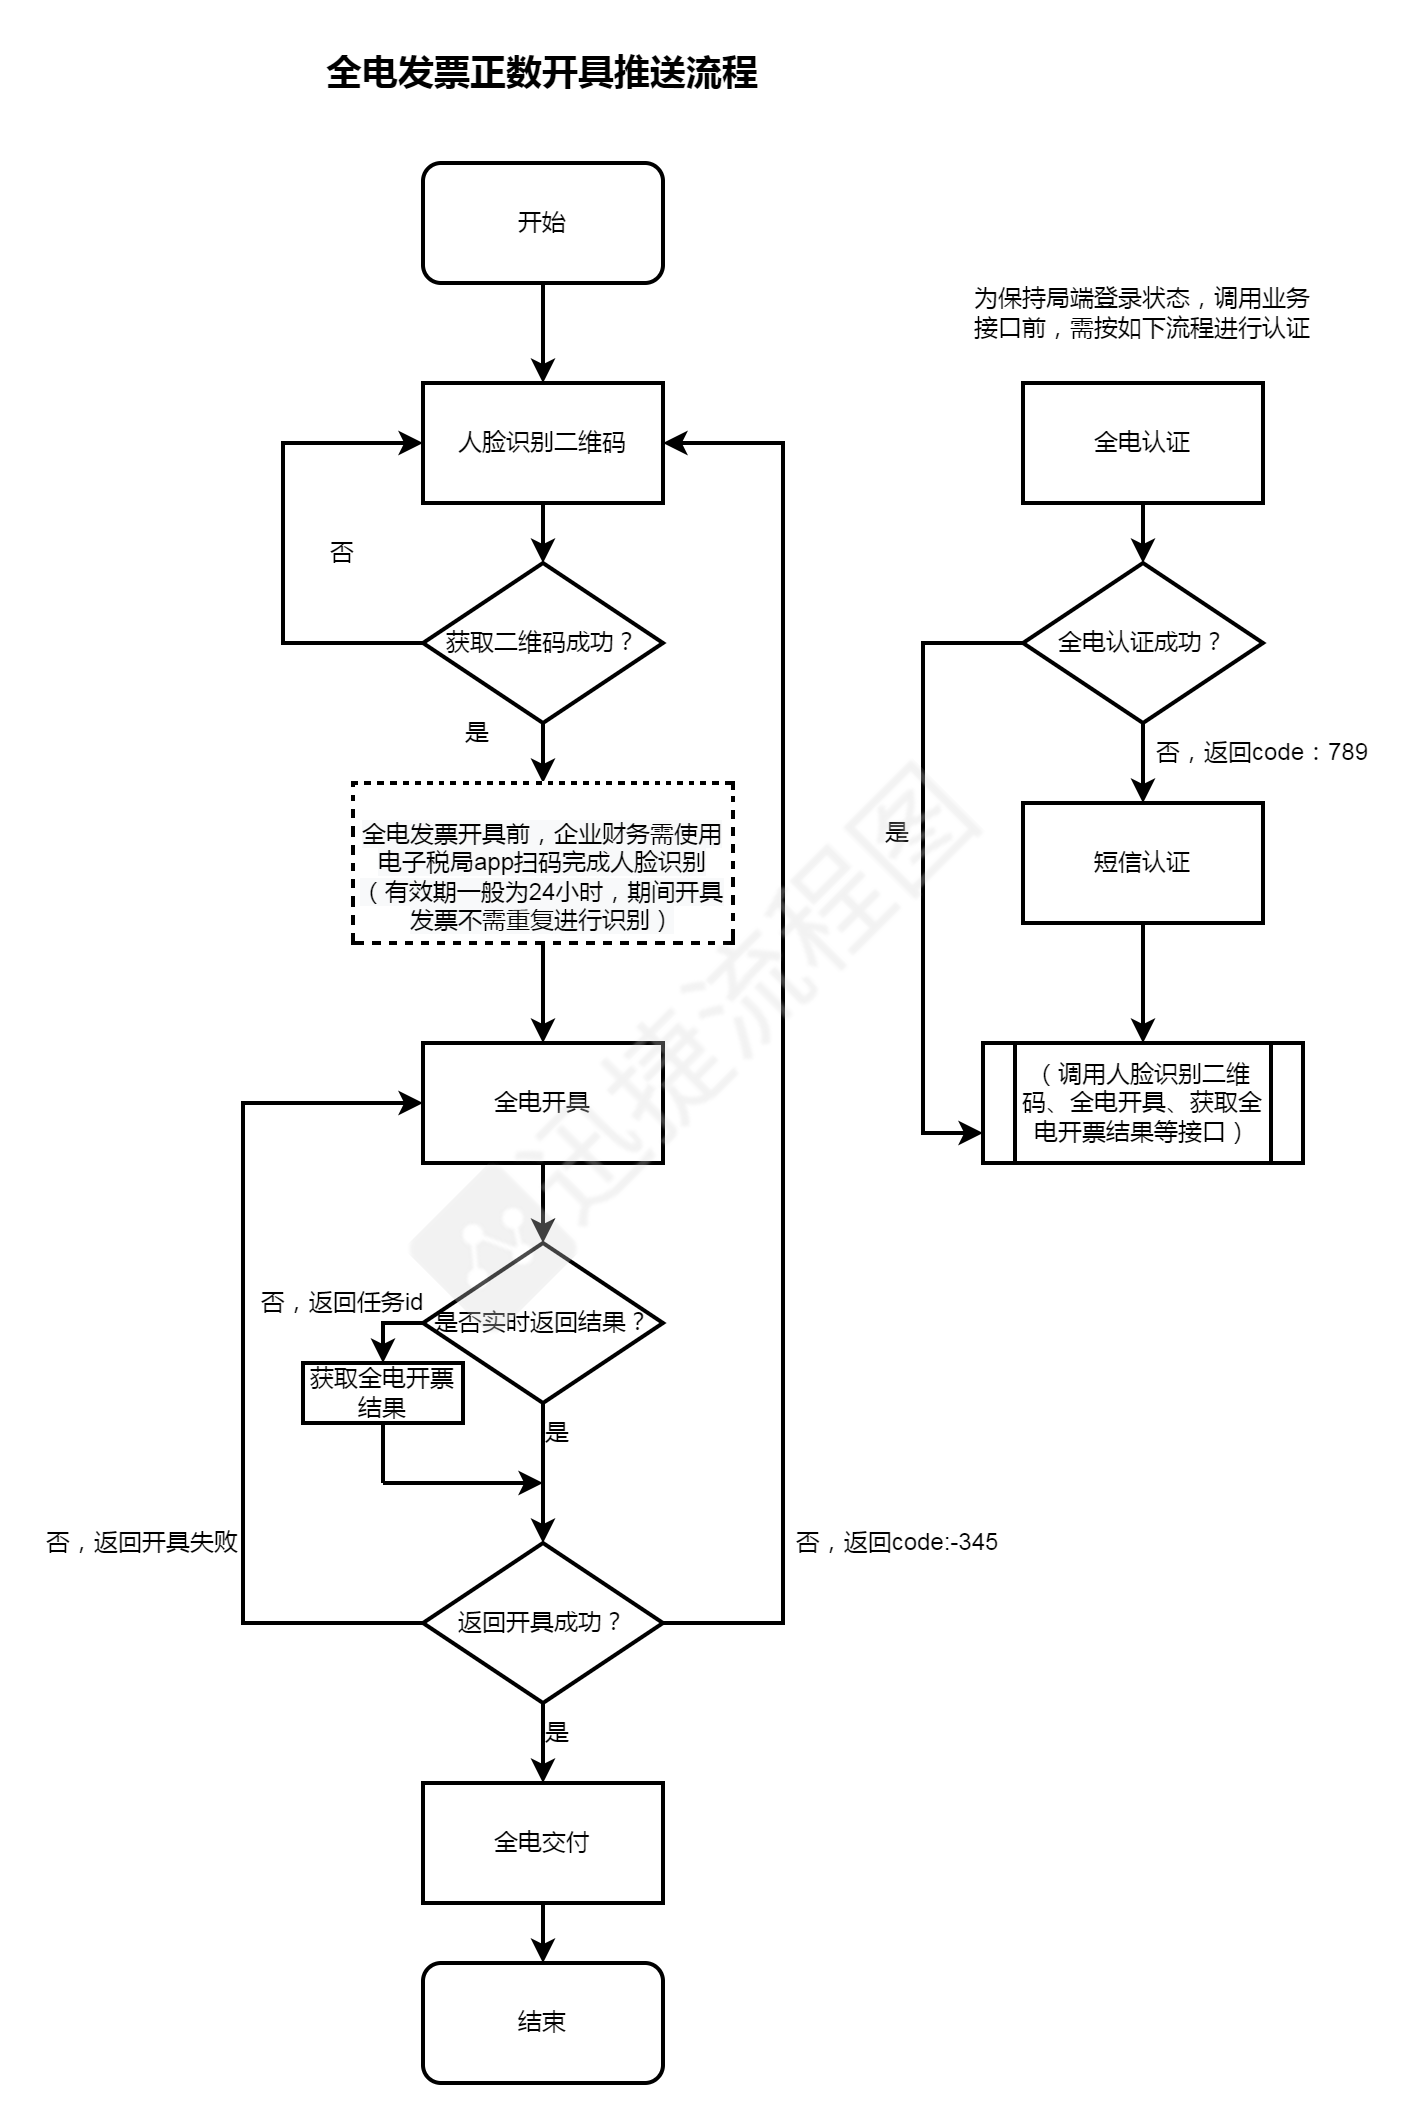 全电发票正数开具推送流程
开始
人脸识别二维码
否
获取二维码成功？
是
全电发票开具前，企业财务需使用
电子税局app扫码完成人脸识别
（有效期一般为24小时，期间开具
发票不需重复进行识别）
全电开具
否，返回任务id
是否实时返回结果？
获取全电开票
结果
是
否，返回开具失败
否，返回code:-345
返回开具成功？
是
全电交付
结束
为保持局端登录状态，调用业务
接口前，需按如下流程进行认证
全电认证
全电认证成功？
否，返回code：789
是
短信认证
（调用人脸识别二维
码、全电开具、获取全
电开票结果等接口）
迅捷流程图